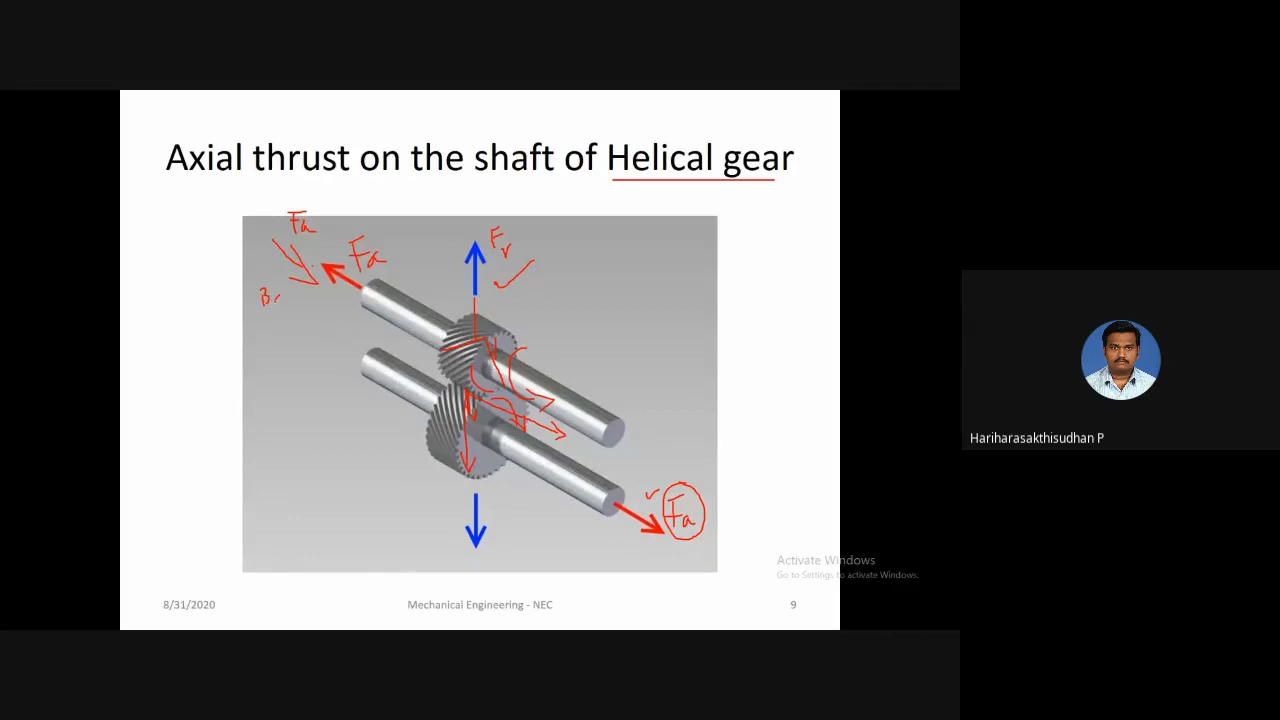 Axial thrust on the shaft of Helical gear
Fa
Fa
Fr
Fa
8/31/2020
Mechanical Engineering - NEC
9
Activate Windows
Go to Settings to activate Windows.
Hariharasakthisudhan P